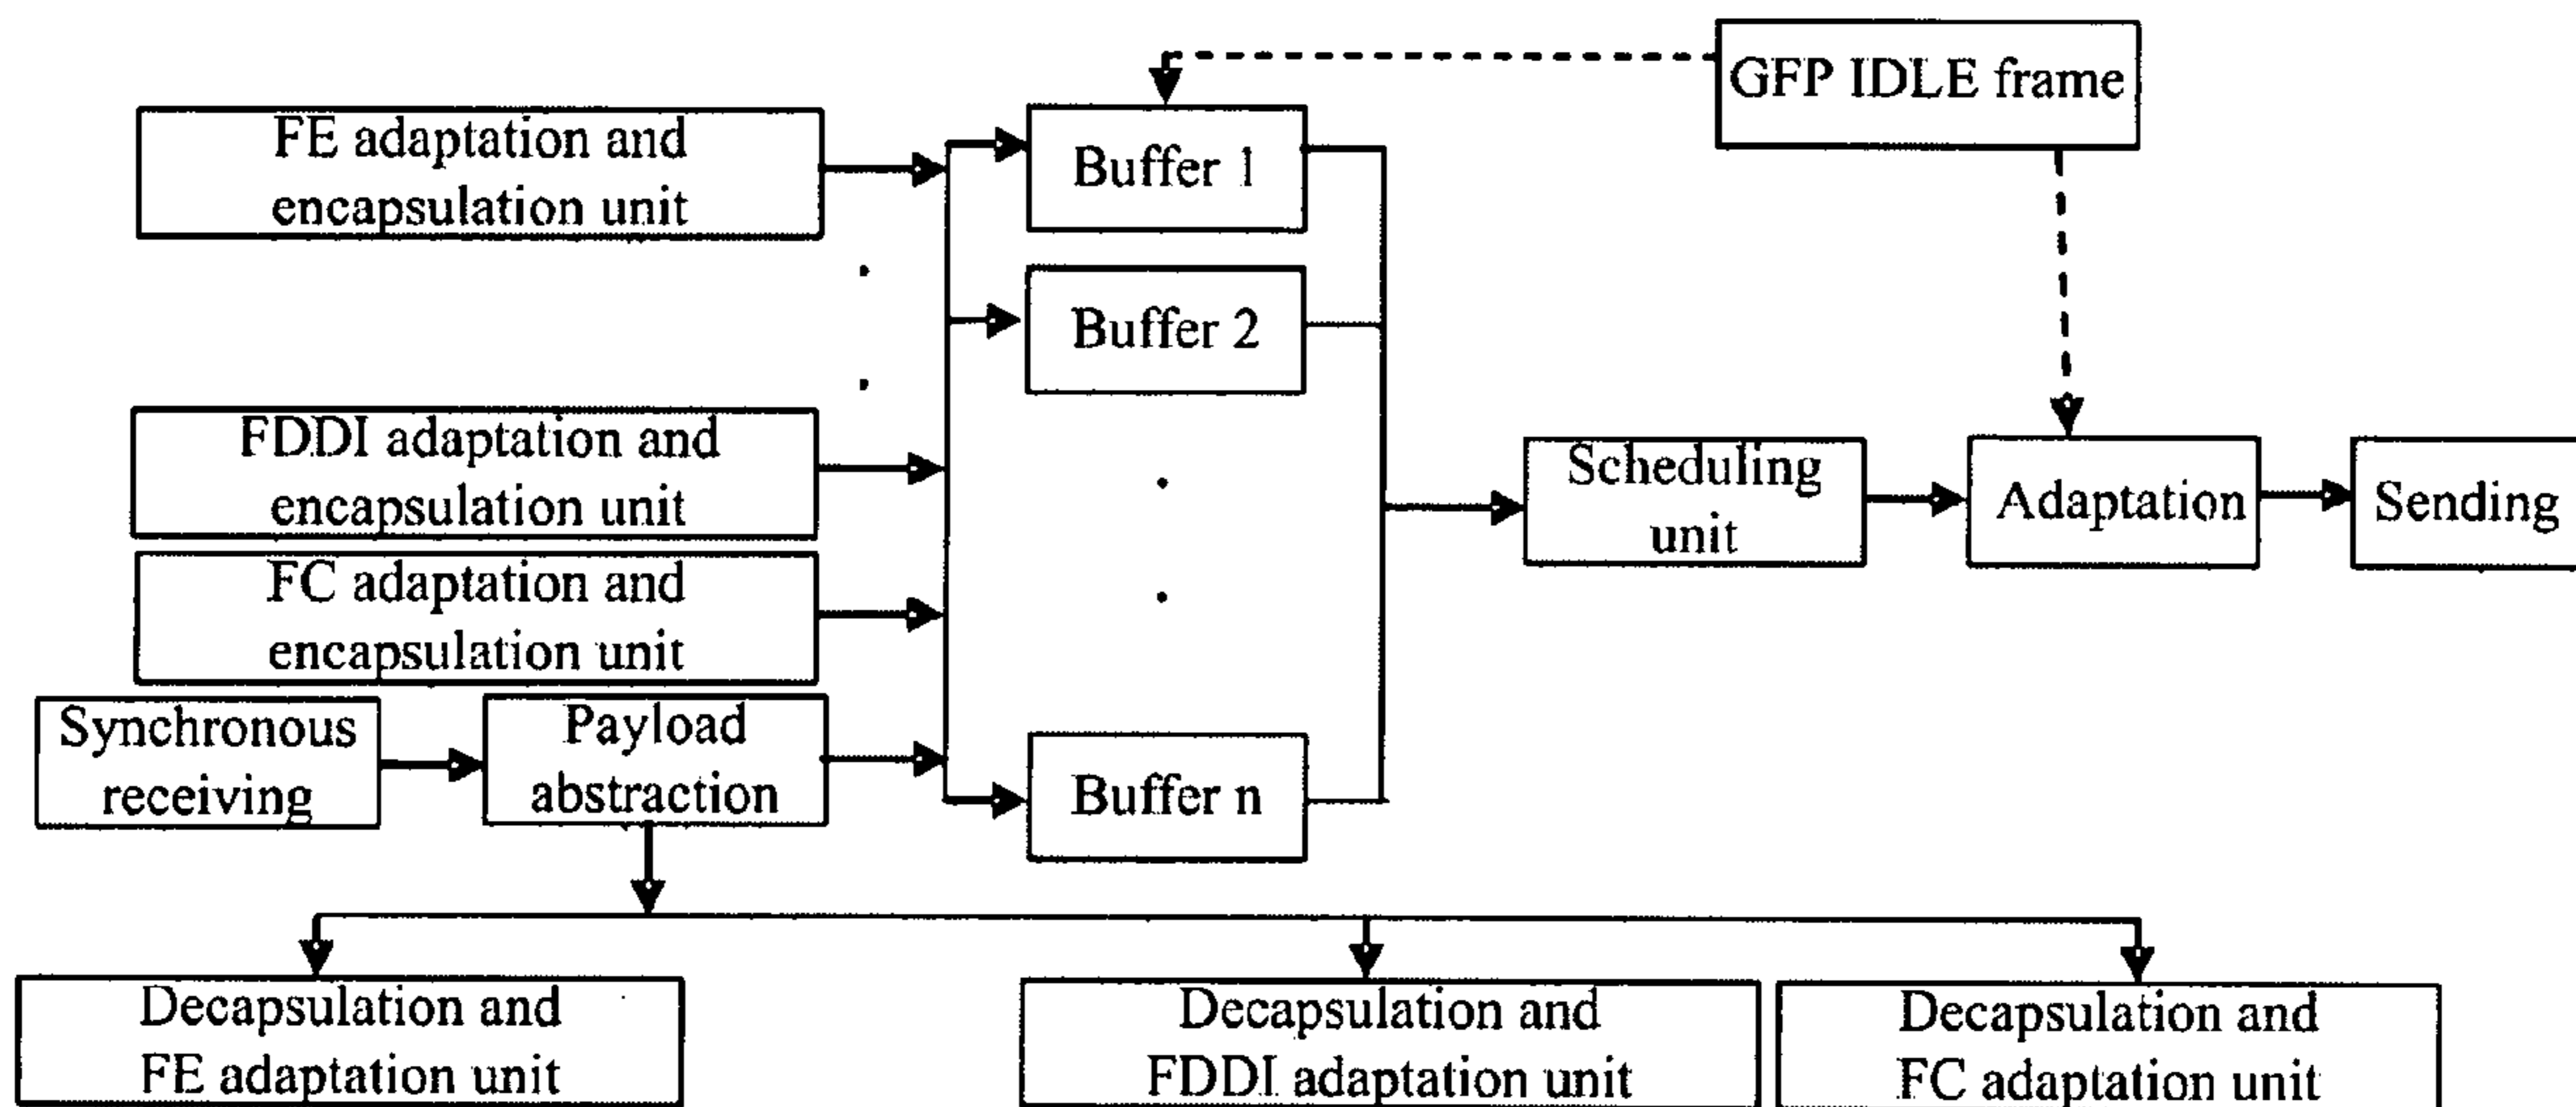 GFP IDLE frame
FE adaptation and
encapsulation unit
Buffer 1
Buffer 2
FDDI adaptation and
encapsulation unit
Scheduling
unit
Adaptation
Sending
FC adaptation and
encapsulation unit
Synchronous
receiving
Payload
abstraction
Buffer n
Decapsulation and
FE adaptation unit
Decapsulation and
FDDI adaptation unit
Decapsulation and
FC adaptation unit